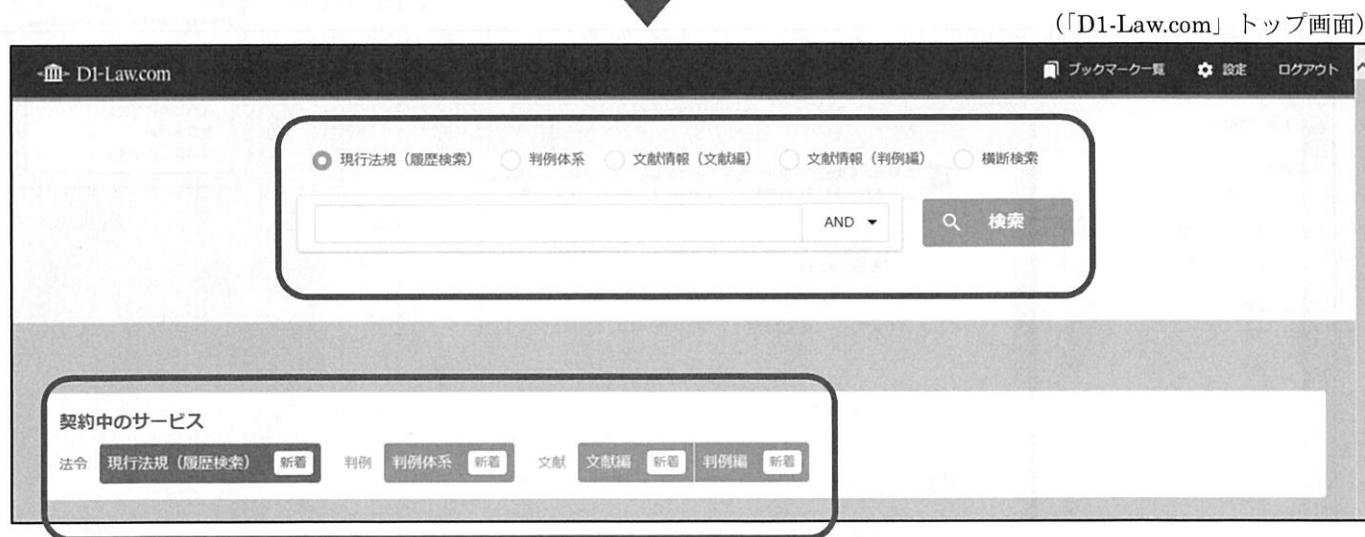 (「D1-Law.com」トップ画面)
D1-Law.com
ブックマーク一覧 設定 ログアウト
現行法規（履歴検索） 判例体系 文献情報（文献編） 文献情報（判例編） 横断検索
AND 検索
契約中のサービス
法令 現行法規（履歴検索） 新着 判例 判例体系 新着 文献 文献編 新着 判例編 新着